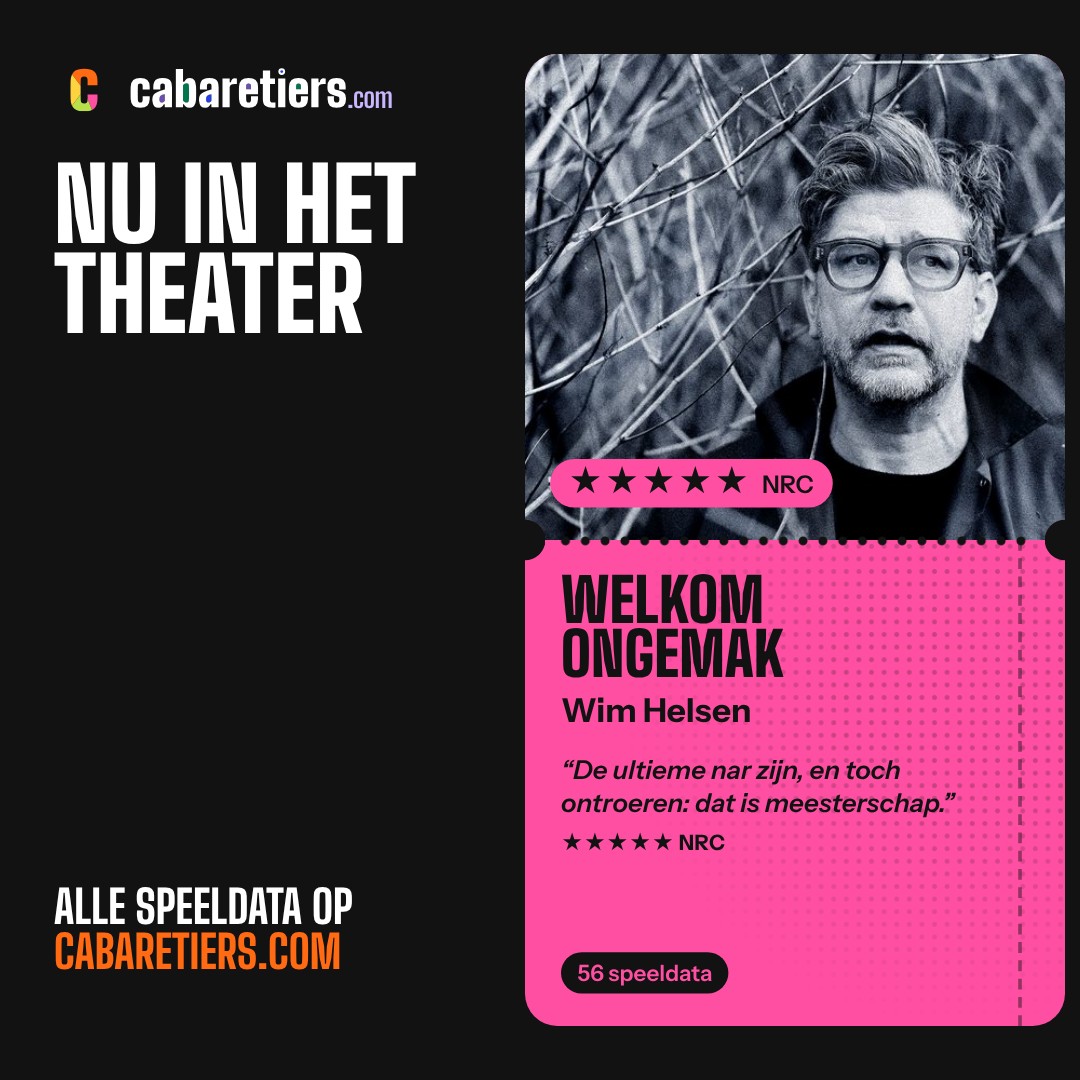 cabaretiers.com
NU IN HET
THEATER
★★★★★ NRC
WELKOM
ONGEMAK
Wim Helsen
“De ultieme nar zijn, en toch
ontroeren: dat is meesterschap.”
★★★★★ NRC
56 speeldata
ALLE SPEELDATA OP
CABARETIERS.COM